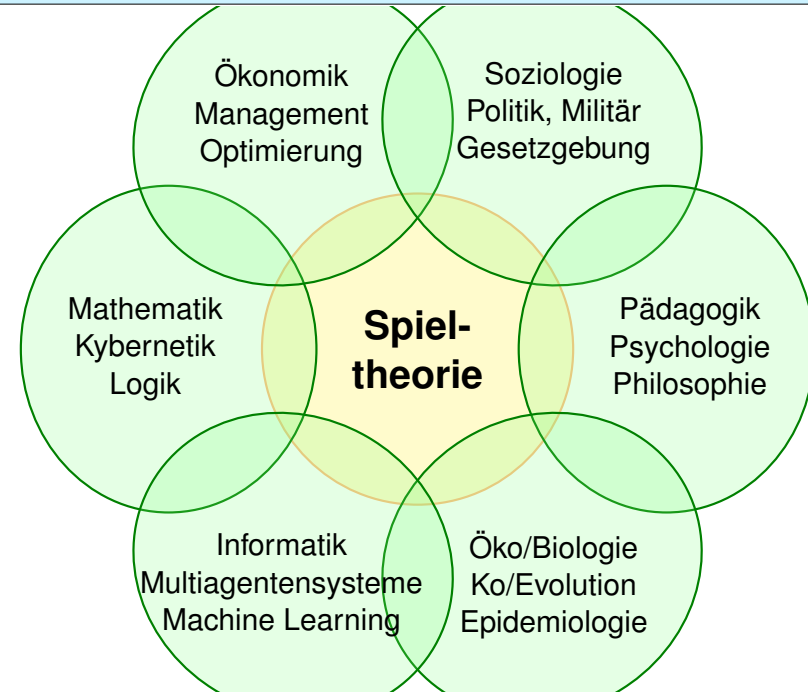 Ökonomik
Management
Optimierung
Soziologie
Politik, Militär
Gesetzgebung
Mathematik
Kybernetik
Logik
Spiel-
theorie
Pädagogik
Psychologie
Philosophie
Informatik
Multiagentensysteme
Machine Learning
Öko/Biologie
Ko/Evolution
Epidemiologie